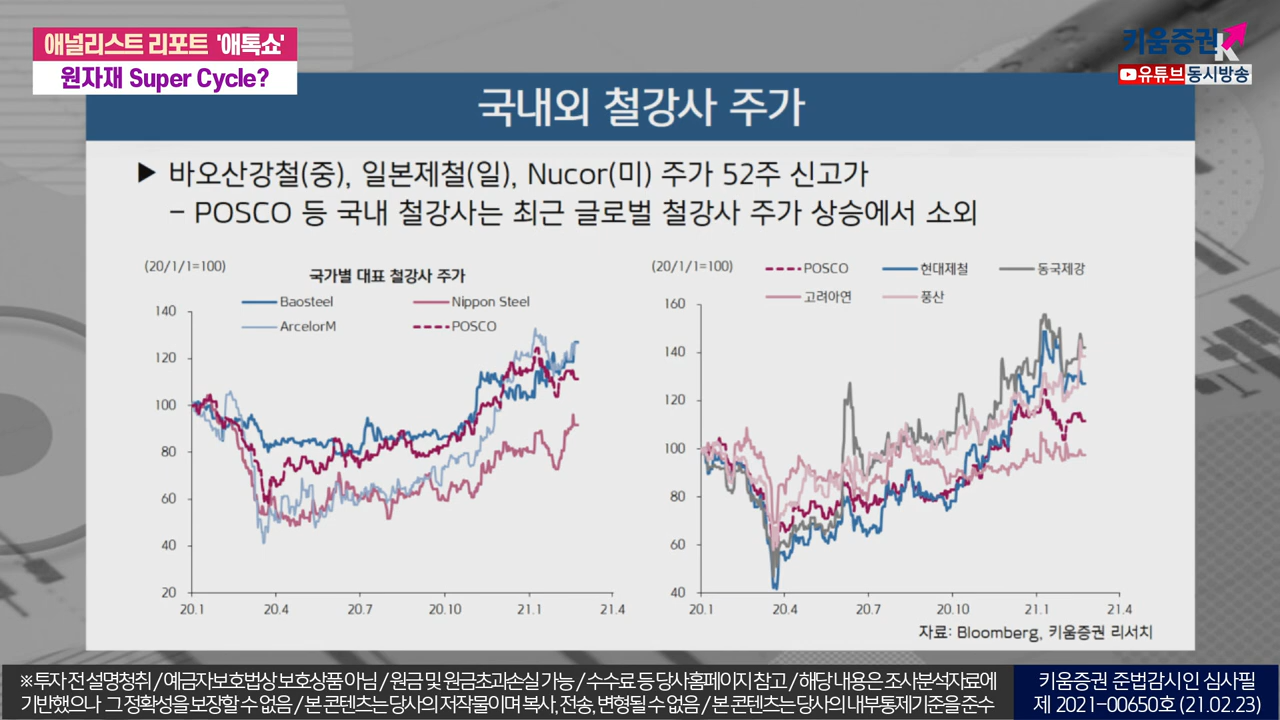 애널리스트 리포트 '애톡쇼'
원자재 Super Cycle?
키움증권
유튜브 동시방송
국내외 철강사 주가
▶ 바오산강철(중), 일본제철(일), Nucor(미) 주가 52주 신고가
– POSCO 등 국내 철강사는 최근 글로벌 철강사 주가 상승에서 소외
(20/1/1=100)
국가별 대표 철강사 주가
Baosteel Nippon Steel
ArcelorM POSCO
140
120
100
80
60
40
20
20.1 20.4 20.7 20.10 21.1 21.4
(20/1/1=100)
POSCO 현대제철 동국제강
고려아연 풍산
160
140
120
100
80
60
40
20.1 20.4 20.7 20.10 21.1 21.4
자료: Bloomberg, 키움증권 리서치
※ 투자 전 설명청취 / 예금자보호법상 보호상품 아님 / 원금 및 원금초과손실 가능 / 수수료 등 당사홈페이지 참고 / 해당 내용은 조사분석자료에
기반했으나 그 정확성을 보장할 수 없음 / 본 콘텐츠는 당사의 저작물이며 복사, 전송, 변형될 수 없음 / 본 콘텐츠는 당사의 내부통제기준을 준수
키움증권 준법감시인 심사필
제 2021-00650호 (21.02.23)